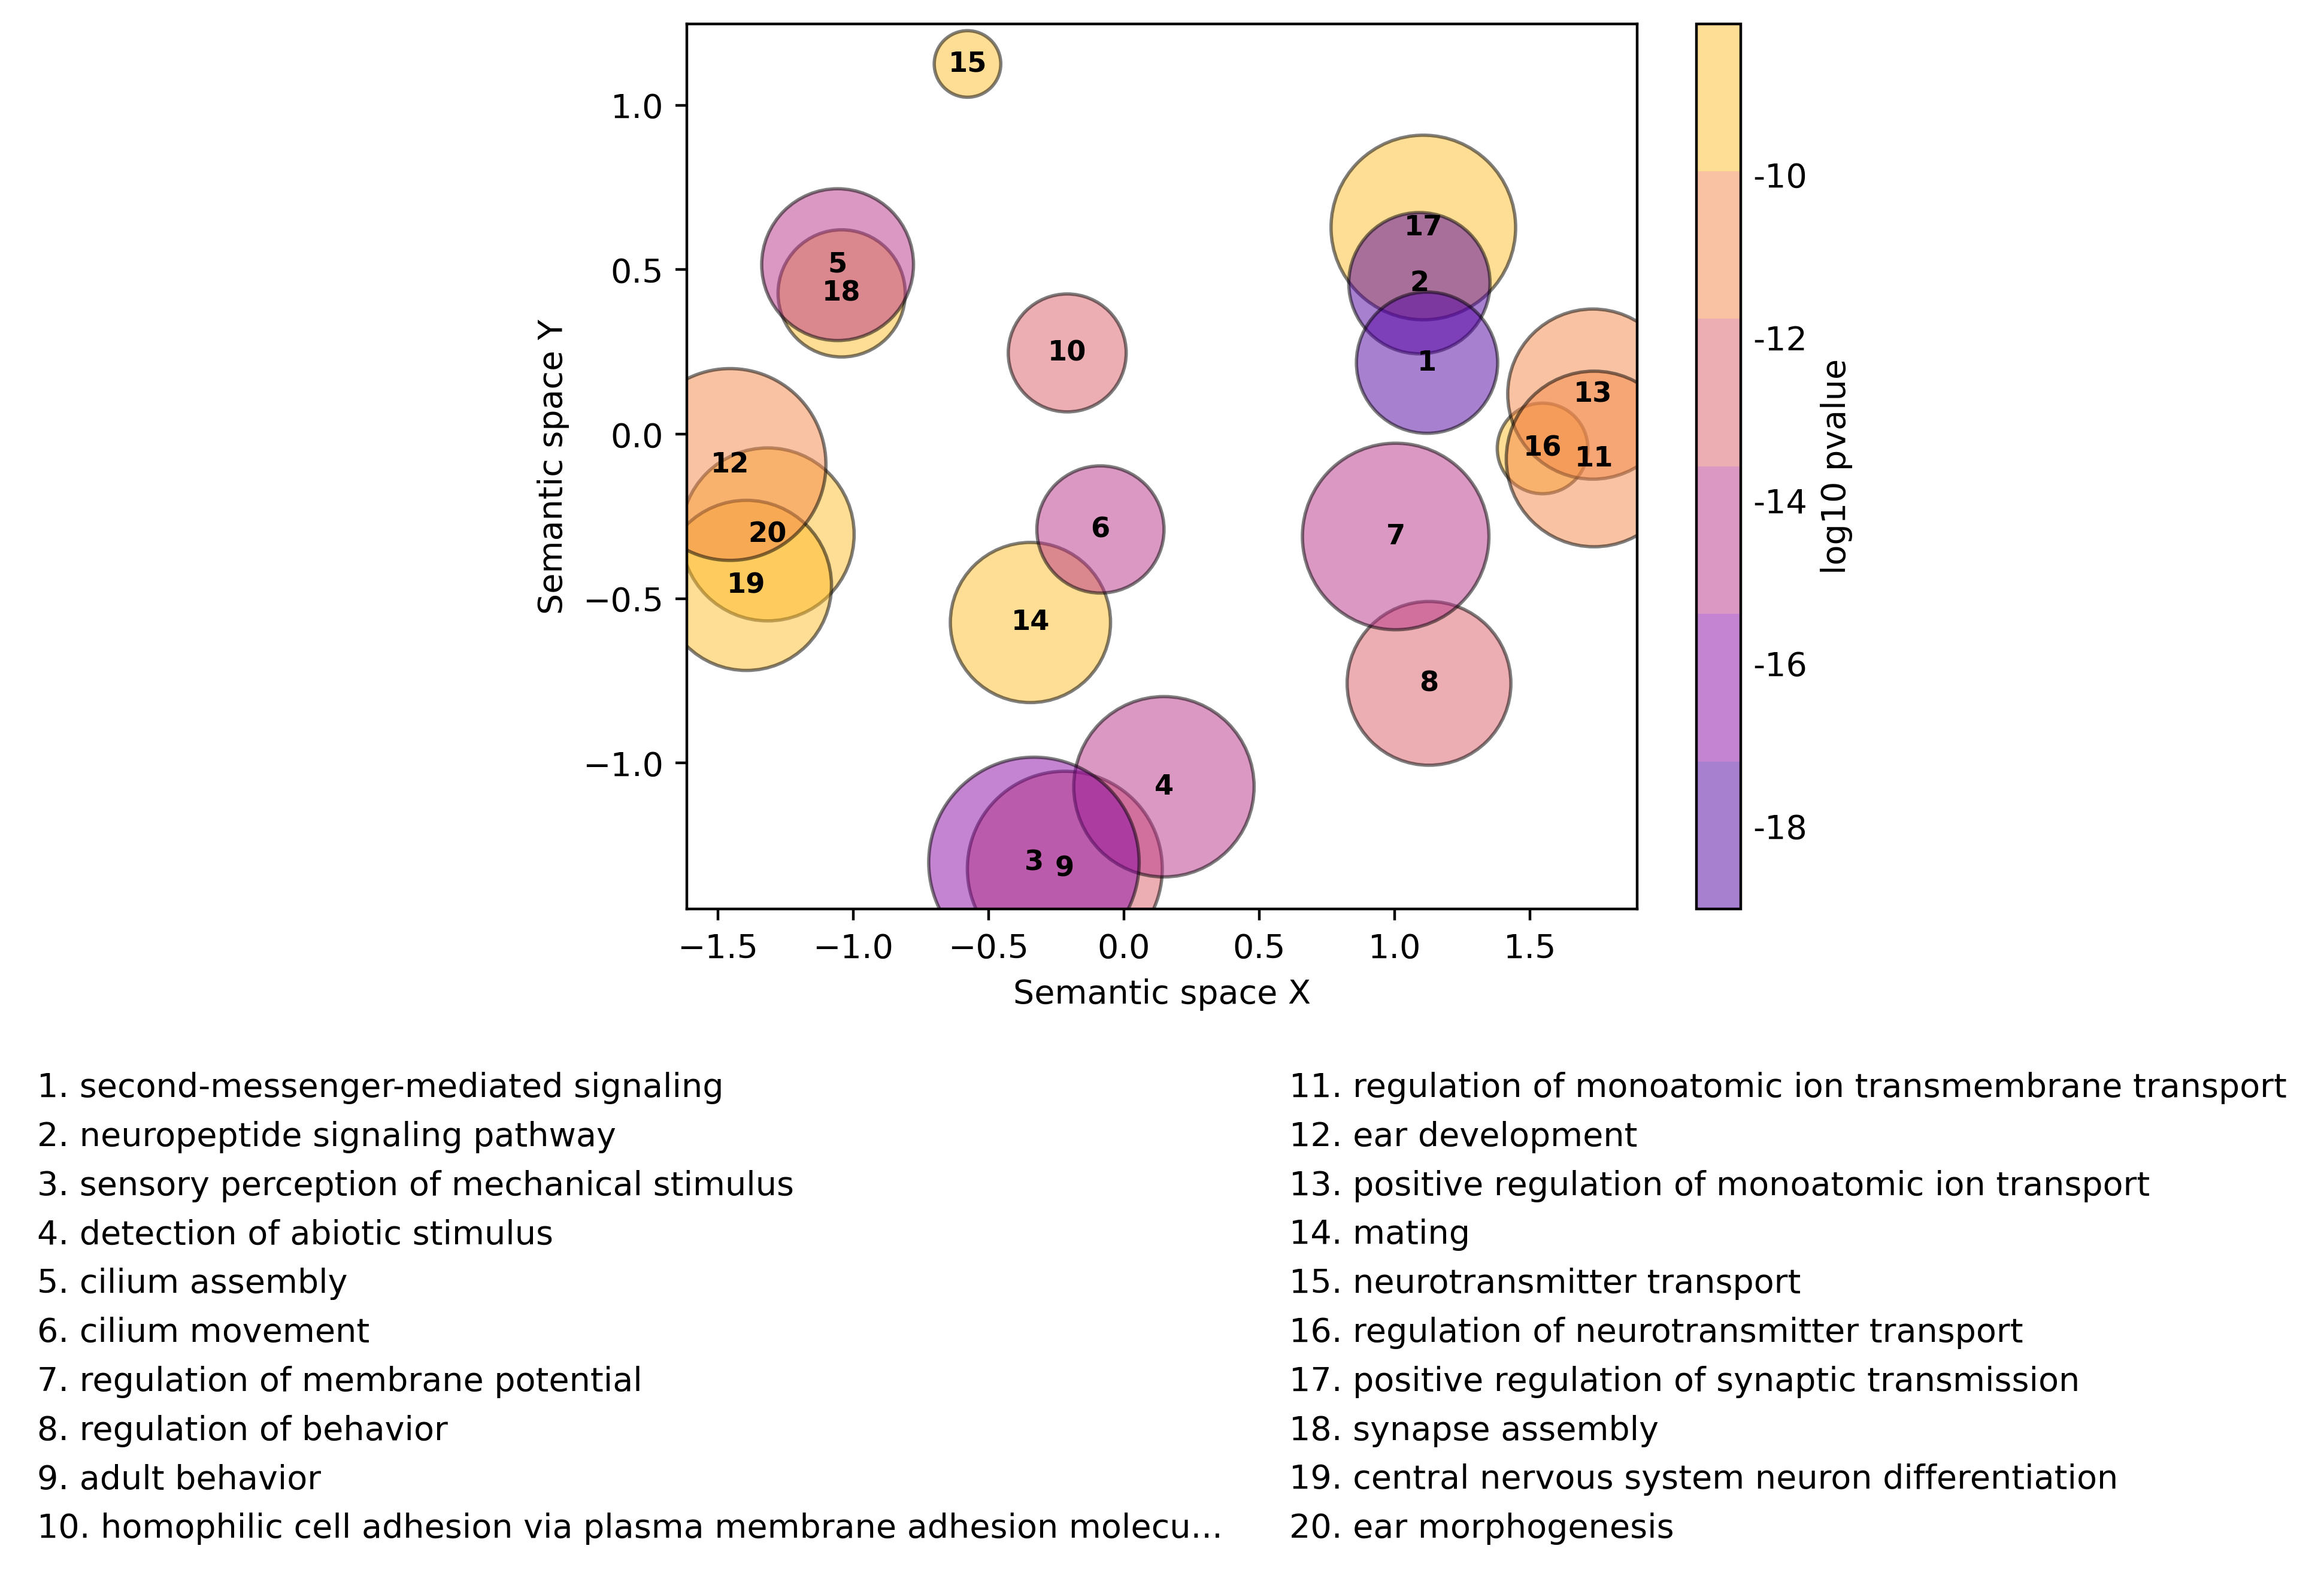 15
1.0
17
5
0.5
2
18
10
1
13
0.0
16
11
12
6
20
7
19
−0.5
14
8
−1.0
4
3
9
−1.5
−1.0
−0.5
0.0
0.5
1.0
1.5
Semantic space X
Semantic space Y
-10
-12
-14
-16
-18
log10 pvalue
1. second-messenger-mediated signaling
2. neuropeptide signaling pathway
3. sensory perception of mechanical stimulus
4. detection of abiotic stimulus
5. cilium assembly
6. cilium movement
7. regulation of membrane potential
8. regulation of behavior
9. adult behavior
10. homophilic cell adhesion via plasma membrane adhesion molecu...
11. regulation of monoatomic ion transmembrane transport
12. ear development
13. positive regulation of monoatomic ion transport
14. mating
15. neurotransmitter transport
16. regulation of neurotransmitter transport
17. positive regulation of synaptic transmission
18. synapse assembly
19. central nervous system neuron differentiation
20. ear morphogenesis